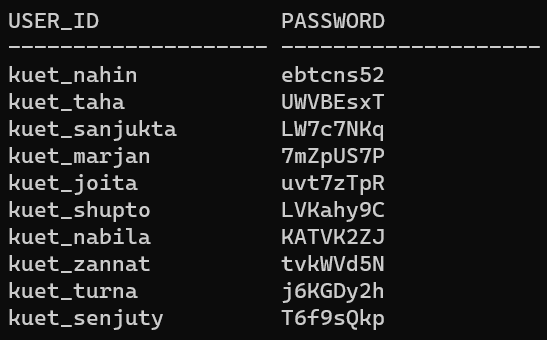 USER_ID PASSWORD
-------------------- --------------------
kuet_nahin ebtcns52
kuet_taha UWVBEsxT
kuet_sanjukta LW7c7NKq
kuet_marjan 7mZpUS7P
kuet_joita uvt7zTpR
kuet_shupto LVKahy9C
kuet_nabila KATVK2ZJ
kuet_zannat tvkWVd5N
kuet_turna j6KGDy2h
kuet_senjuty T6f9sQkp